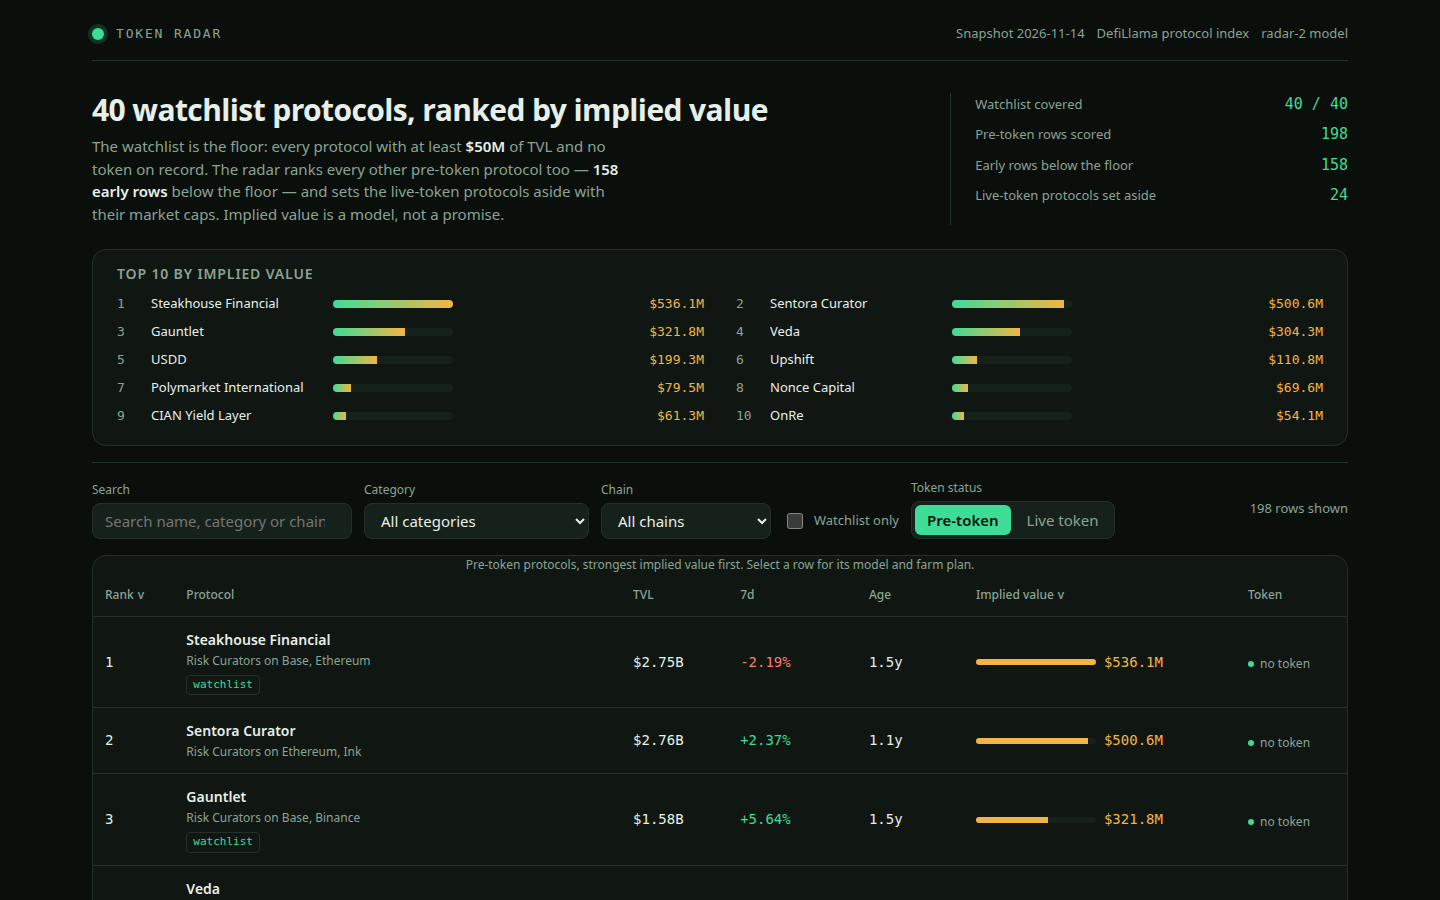 TOKEN RADAR
Snapshot 2026-11-14 DefiLlama protocol index radar-2 model
40 watchlist protocols, ranked by implied value
The watchlist is the floor: every protocol with at least $50M of TVL and no
token on record. The radar ranks every other pre-token protocol too — 158
early rows below the floor — and sets the live-token protocols aside with
their market caps. Implied value is a model, not a promise.
Watchlist covered 40 / 40
Pre-token rows scored 198
Early rows below the floor 158
Live-token protocols set aside 24
TOP 10 BY IMPLIED VALUE
1 Steakhouse Financial $536.1M 2 Sentora Curator $500.6M
3 Gauntlet $321.8M 4 Veda $304.3M
5 USDD $199.3M 6 Upshift $110.8M
7 Polymarket International $79.5M 8 Nonce Capital $69.6M
9 CIAN Yield Layer $61.3M 10 OnRe $54.1M
Search Category Chain Token status
Search name, category or chain All categories All chains Watchlist only Pre-token Live token 198 rows shown
Pre-token protocols, strongest implied value first. Select a row for its model and farm plan.
Rank v Protocol TVL 7d Age Implied value v Token
1 Steakhouse Financial $2.75B -2.19% 1.5y $536.1M no token
Risk Curators on Base, Ethereum
watchlist
2 Sentora Curator $2.76B +2.37% 1.1y $500.6M no token
Risk Curators on Ethereum, Ink
3 Gauntlet $1.58B +5.64% 1.5y $321.8M no token
Risk Curators on Base, Binance
watchlist
Veda